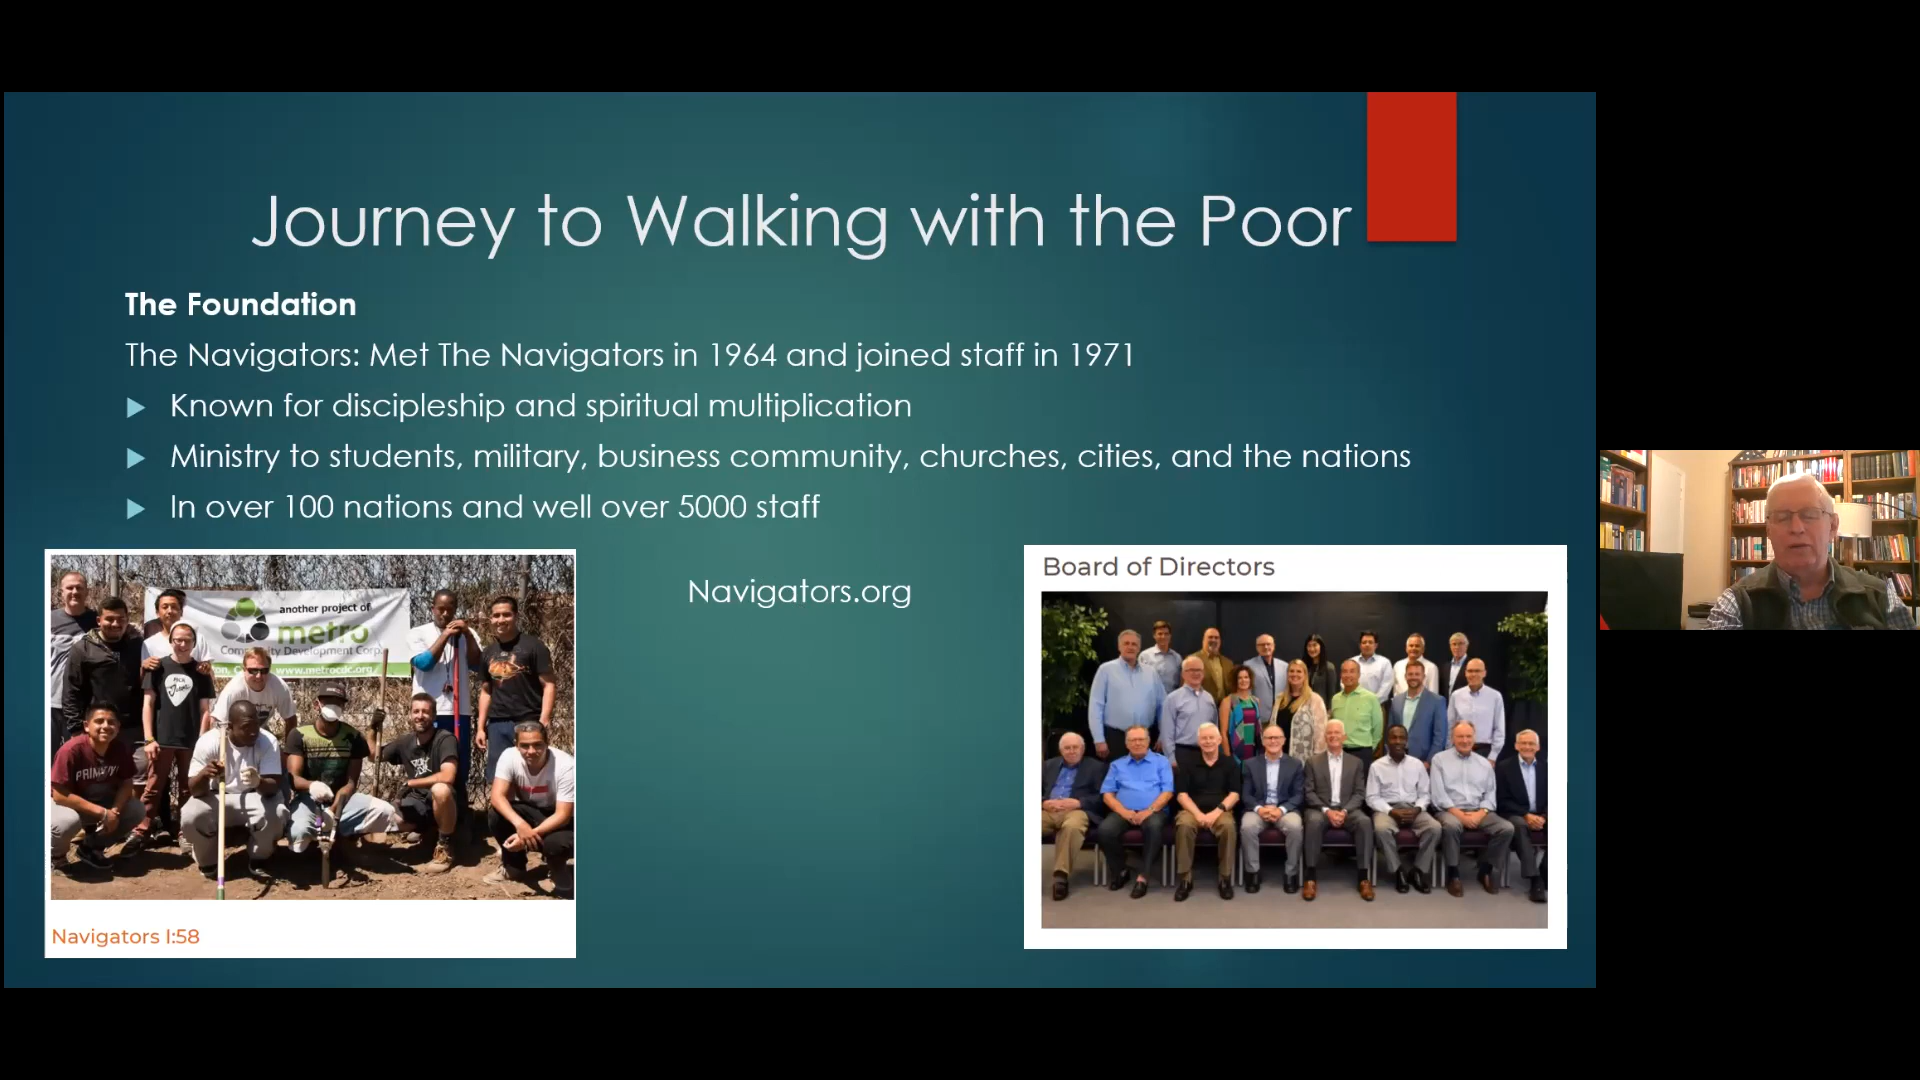 Journey to Walking with the Poor
The Foundation
The Navigators: Met The Navigators in 1964 and joined staff in 1971
Known for discipleship and spiritual multiplication
Ministry to students, military, business community, churches, cities, and the nations
In over 100 nations and well over 5000 staff
another project of
metro
Community Development Corp.
www.metrocdc.org
Navigators I:58
Navigators.org
Board of Directors